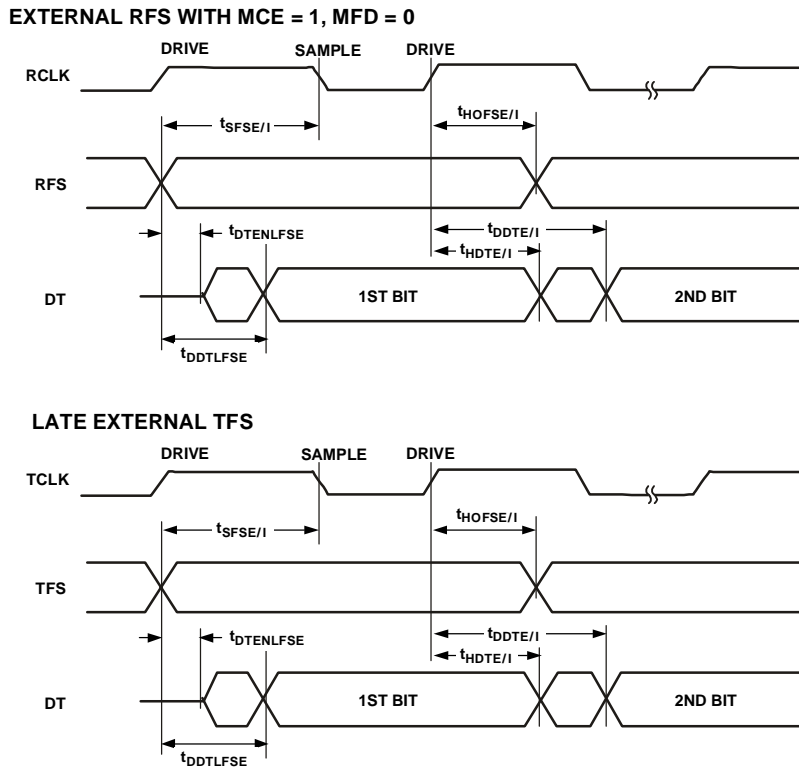 EXTERNAL RFS WITH MCE = 1, MFD = 0
DRIVE SAMPLE DRIVE
RCLK
tSFSE/I tHOFSE/I
RFS
tDTENLFSE tDDTE/I
tHDTE/I
DT 1ST BIT 2ND BIT
tDDTLFSE
LATE EXTERNAL TFS
DRIVE SAMPLE DRIVE
TCLK
tSFSE/I tHOFSE/I
TFS
tDTENLFSE tDDTE/I
tHDTE/I
DT 1ST BIT 2ND BIT
tDDTLFSE